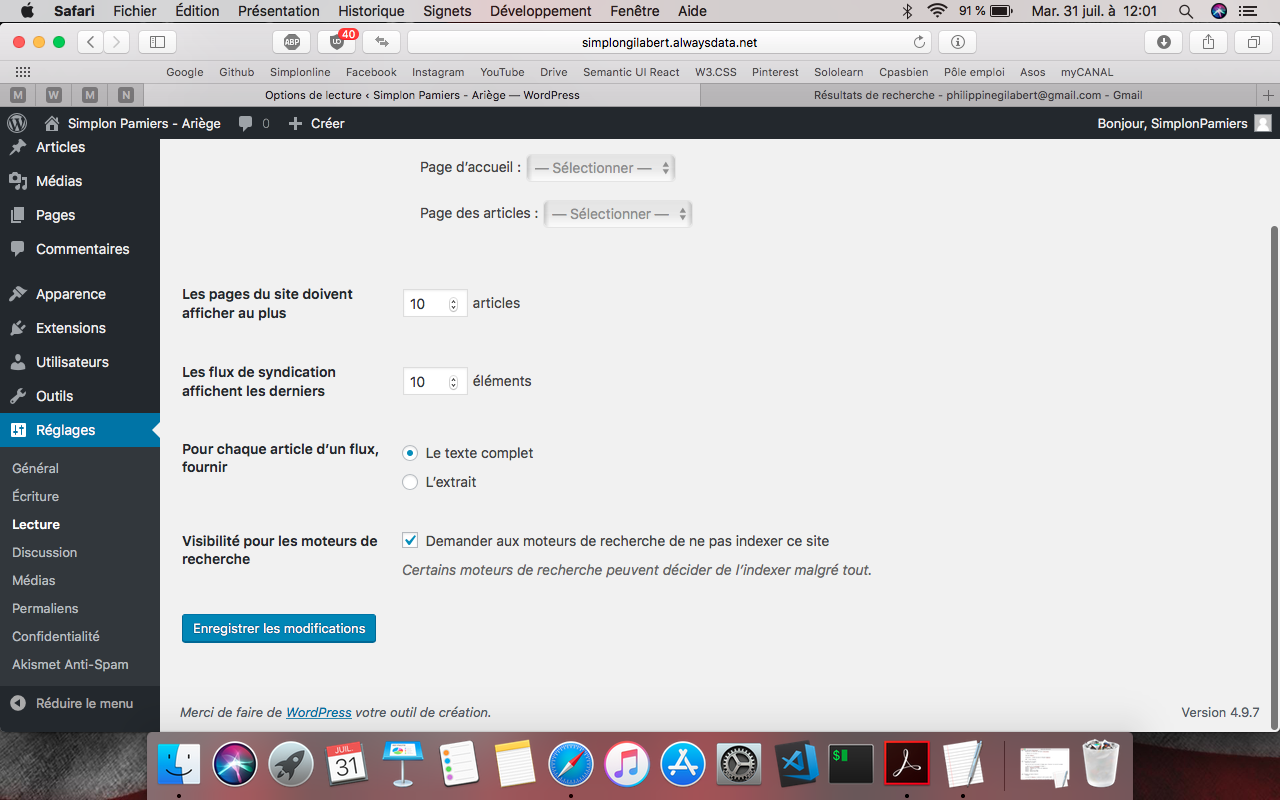 Safari Fichier Édition Présentation Historique Signets Développement Fenêtre Aide 91 % Mar. 31 juil. à 12:01
ABP UD 40 simplongilabert.alwaysdata.net
Google Github Simplonline Facebook Instagram YouTube Drive Semantic UI React W3.CSS Pinterest Sololearn Cpasbien Pôle emploi Asos myCANAL
M W M N Options de lecture ‹ Simplon Pamiers - Ariège — WordPress Résultats de recherche - philippinegilabert@gmail.com - Gmail
Simplon Pamiers - Ariège 0 Créer Bonjour, SimplonPamiers
Articles
Médias
Pages
Commentaires
Apparence
Extensions
Utilisateurs
Outils
Réglages
Général
Écriture
Lecture
Discussion
Médias
Permaliens
Confidentialité
Akismet Anti-Spam
Réduire le menu
Page d’accueil : — Sélectionner —
Page des articles : — Sélectionner —
Les pages du site doivent
afficher au plus
10 articles
Les flux de syndication
affichent les derniers
10 éléments
Pour chaque article d’un flux,
fournir
Le texte complet
L’extrait
Visibilité pour les moteurs de
recherche
Demander aux moteurs de recherche de ne pas indexer ce site
Certains moteurs de recherche peuvent décider de l’indexer malgré tout.
Enregistrer les modifications
Merci de faire de WordPress votre outil de création. Version 4.9.7
JUIL.
31
$